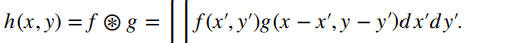 h(x, y) = f ⊛ g = ∫∫ f(x′, y′)g(x − x′, y − y′)dx′dy′.